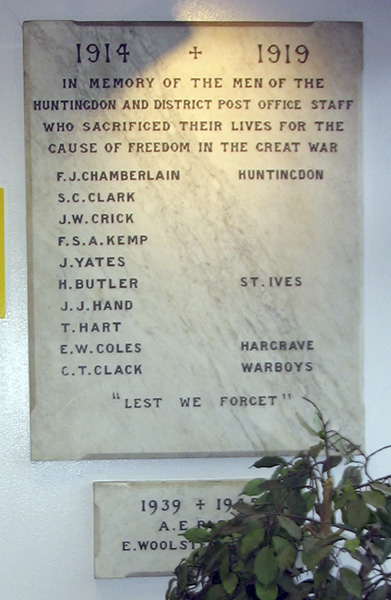 1914 + 1919
IN MEMORY OF THE MEN OF THE
HUNTINGDON AND DISTRICT POST OFFICE STAFF
WHO SACRIFICED THEIR LIVES FOR THE
CAUSE OF FREEDOM IN THE GREAT WAR
F.J.CHAMBERLAIN HUNTINGDON
S.C.CLARK
J.W.CRICK
F.S.A.KEMP
J.YATES
H.BUTLER ST.IVES
J.J.HAND
T.HART
E.W.COLES HARGRAVE
C.T.CLACK WARBOYS
"LEST WE FORGET"
1939 +
A.E